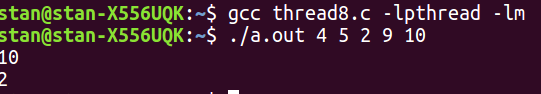 stan@stan-X556UQK:~$ gcc thread8.c -lpthread -lm
stan@stan-X556UQK:~$ ./a.out 4 5 2 9 10
10
2